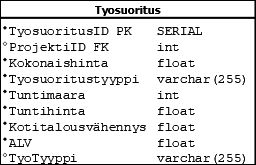 Tyosuoritus
*TyosuoritusID PK SERIAL
°ProjektiID FK int
*Kokonaishinta float
*Tyosuoritustyyppi varchar(255)
*Tuntimaara int
*Tuntihinta float
*Kotitalousvähennys float
*ALV float
°TyoTyyppi varchar(255)